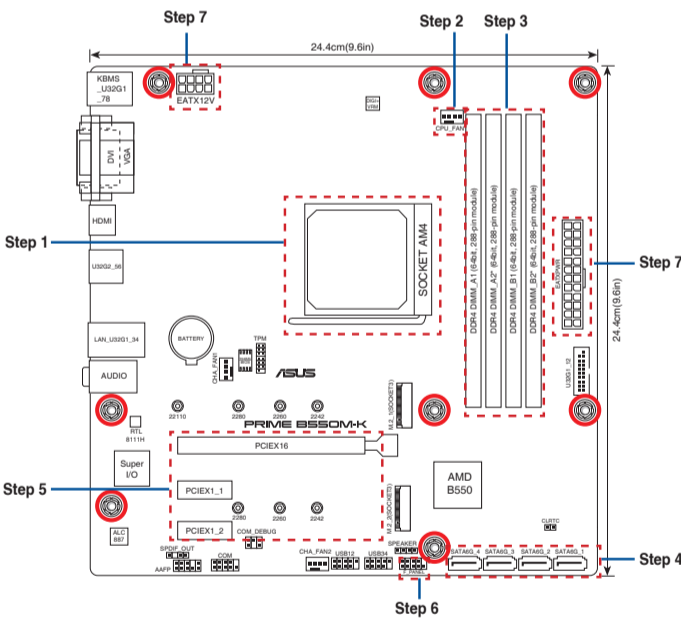 Step 7
Step 2
Step 3
24.4cm(9.6in)
KBMS
_U32G1
_78
EATX12V
DIGI+
VRM
CPU_FAN
DVI
VGA
HDMI
Step 1
U32G2_56
SOCKET AM4
DDR4 DIMM_A1 (64bit, 288-pin module)
DDR4 DIMM_A2* (64bit, 288-pin module)
DDR4 DIMM_B1 (64bit, 288-pin module)
DDR4 DIMM_B2* (64bit, 288-pin module)
EATXPWR
Step 7
24.4cm(9.6in)
LAN_U32G1_34
BATTERY
CHA_FAN1
TPM
AUDIO
ASUS
U32G1_12
M.2_1(SOCKET3)
22110
2280
2260
2242
PRIME B550M-K
RTL
8111H
PCIEX16
Super
I/O
AMD
B550
Step 5
PCIEX1_1
M.2_2(SOCKET3)
2280
2260
2242
ALC
887
PCIEX1_2
COM_DEBUG
CLRTC
SPDIF_OUT
AAFP
COM
CHA_FAN2
USB12
USB34
SPEAKER
F_PANEL
SATA6G_4
SATA6G_3
SATA6G_2
SATA6G_1
Step 4
Step 6